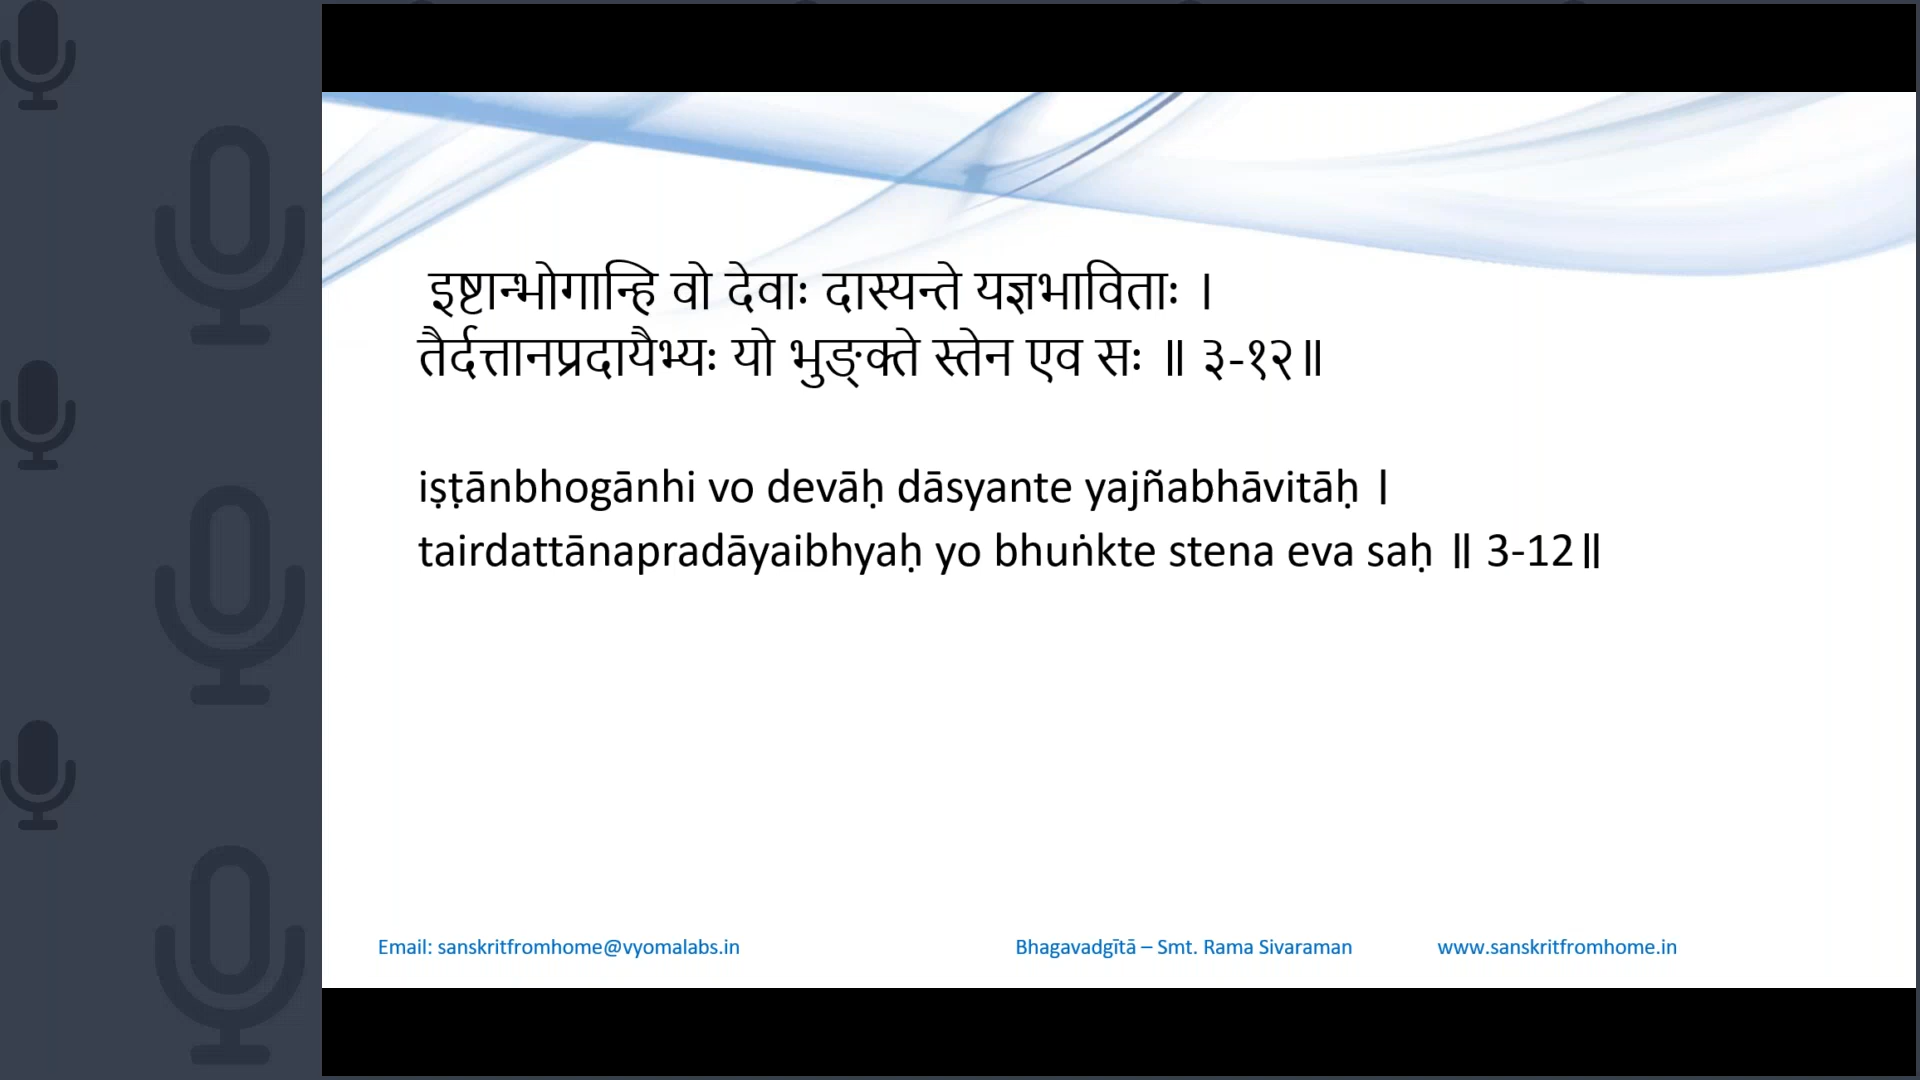 इष्टान्भोगान्हि वो देवाः दास्यन्ते यज्ञभाविताः ।
तैर्दत्तानप्रदायैभ्यः यो भुङ्क्ते स्तेन एव सः ॥ ३-१२॥
iṣṭānbhogānhi vo devāḥ dāsyante yajñabhāvitāḥ ।
tairdattānapradāyaibhyaḥ yo bhuṅkte stena eva saḥ ॥ 3-12॥
Email: sanskritfromhome@vyomalabs.in Bhagavadgītā – Smt. Rama Sivaraman www.sanskritfromhome.in